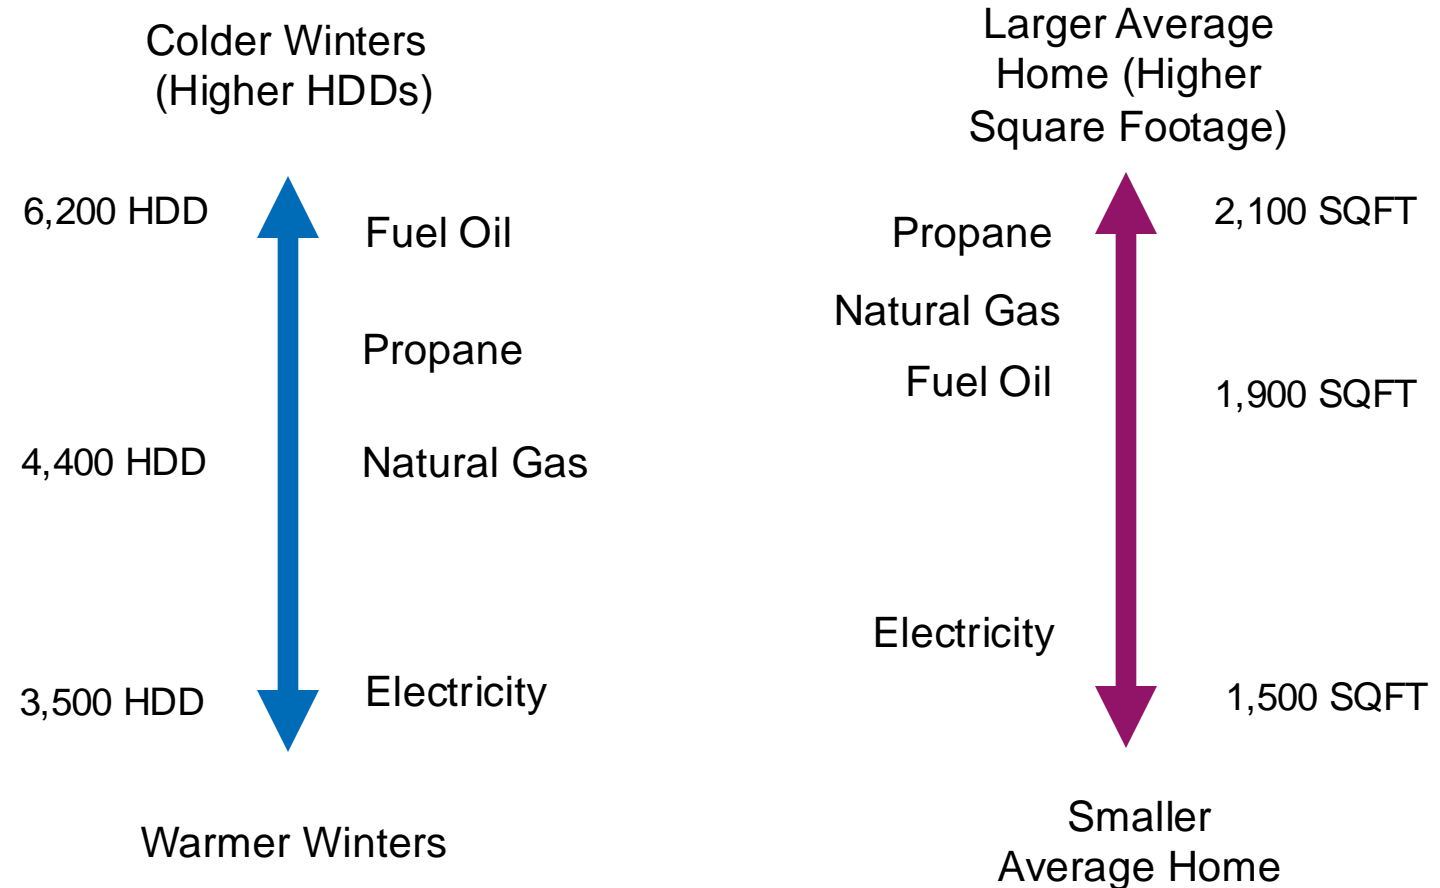 Colder Winters
(Higher HDDs)
6,200 HDD
Fuel Oil
Propane
4,400 HDD
Natural Gas
3,500 HDD
Electricity
Warmer Winters
Larger Average
Home (Higher
Square Footage)
2,100 SQFT
Propane
Natural Gas
Fuel Oil
1,900 SQFT
Electricity
1,500 SQFT
Smaller
Average Home